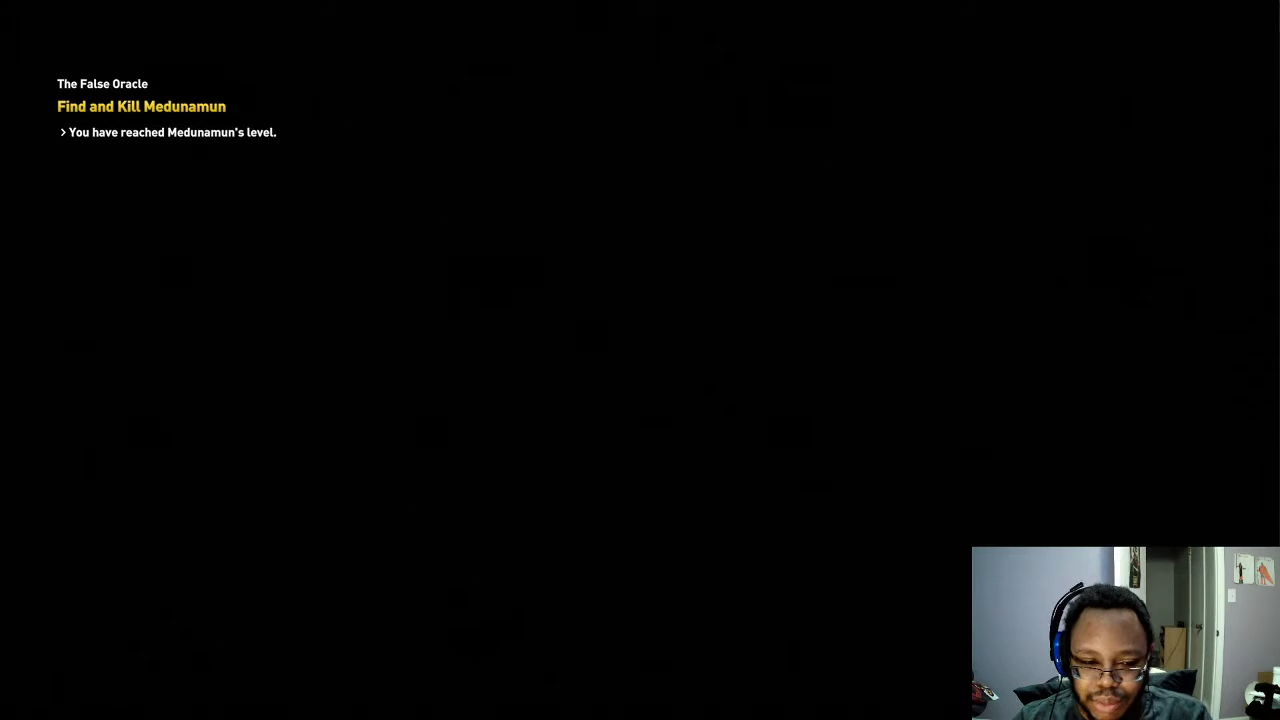 The False Oracle
Find and Kill Medunamun
> You have reached Medunamun's level.